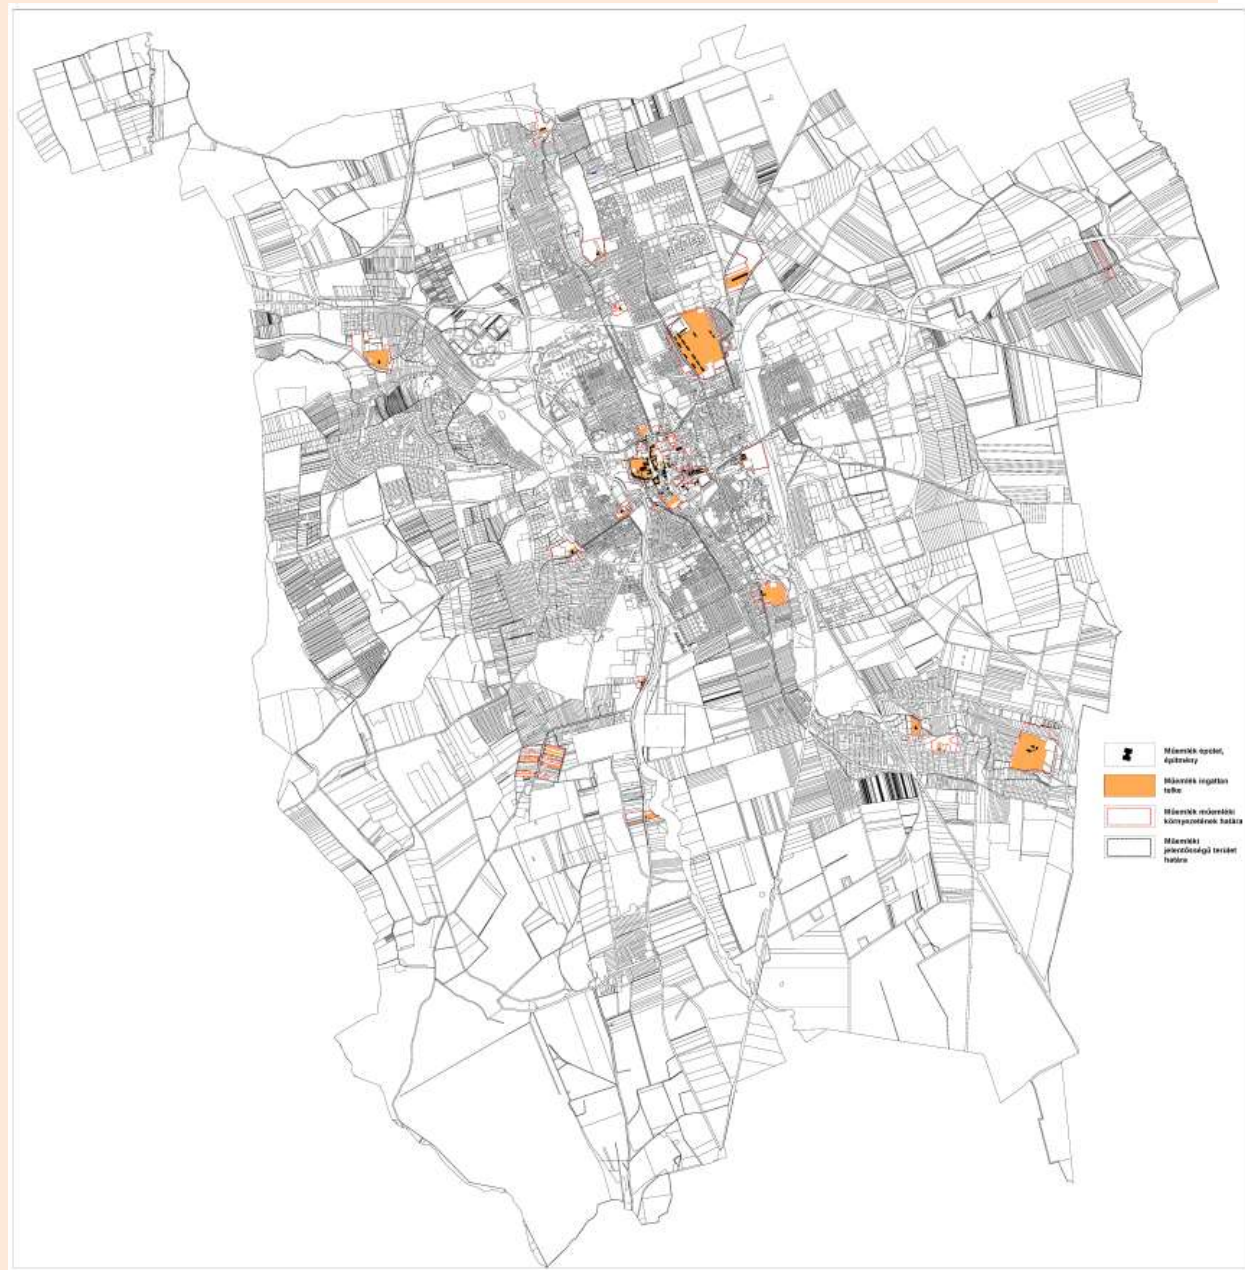 Műemlék épület,
építmény
Műemlék ingatlan
telke
Műemlék műemléki
környezetének határa
Műemléki
jelentőségű terület
határa